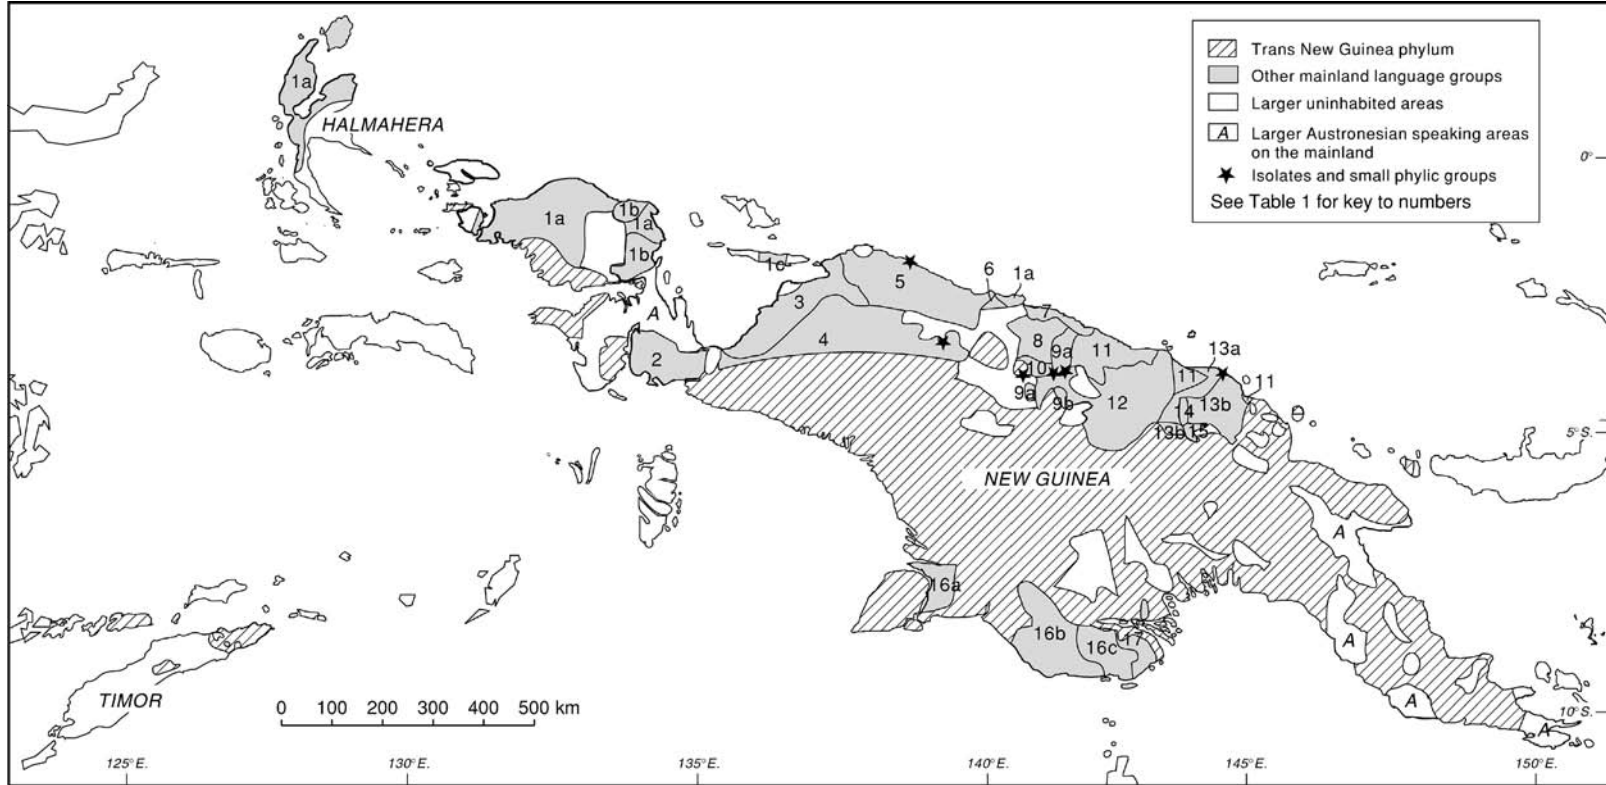 Trans New Guinea phylum
Other mainland language groups
Larger uninhabited areas
A
Larger Austronesian speaking areas
on the mainland
Isolates and small phylic groups
See Table 1 for key to numbers
1a
HALMAHERA
0°
1b
1a
1a
1b
1c
6
1a
5
3
7
A
4
8
9a
11
13a
2
10
11
11
9a
9b
12
14
13b
13b
15
5°S.
NEW GUINEA
A
16a
16b
16c
17
A
TIMOR
0 100 200 300 400 500 km
A
10°S.
A
125°E.
130°E.
135°E.
140°E.
145°E.
150°E.